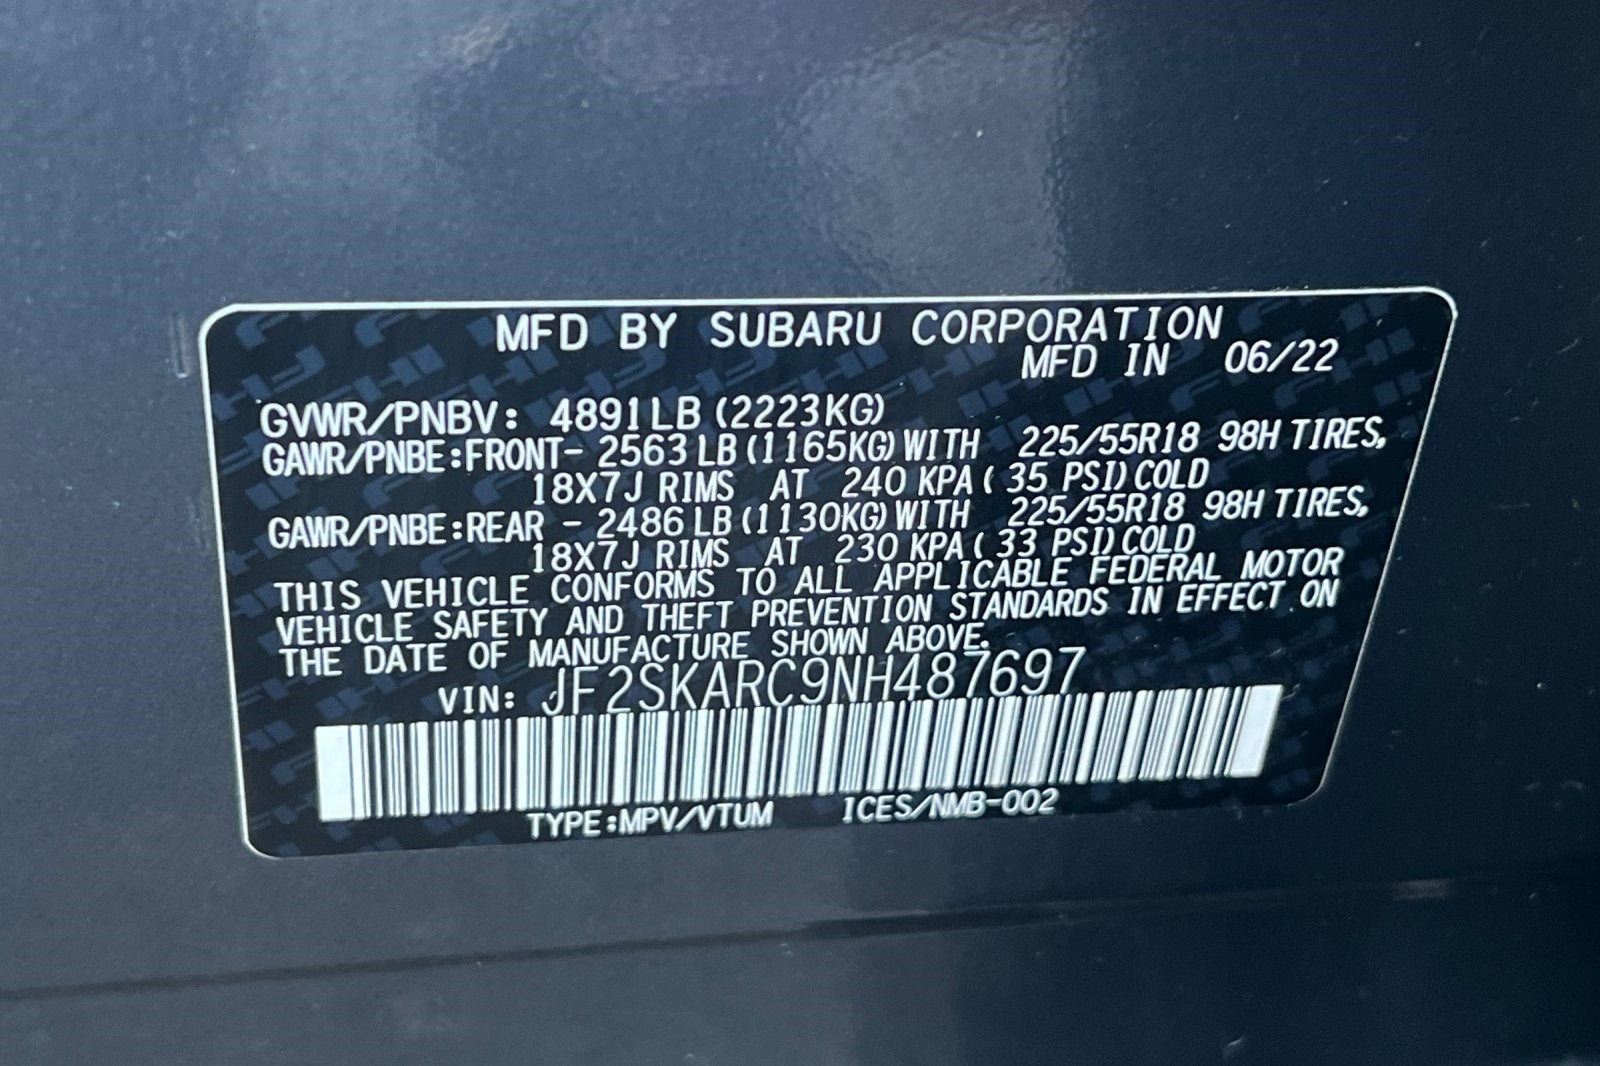 MFD BY SUBARU CORPORATION
MFD IN 06/22
GVWR/PNBV: 4891LB (2223KG)
GAWR/PNBE:FRONT- 2563 LB (1165KG) WITH 225/55R18 98H TIRES,
18X7J RIMS AT 240 KPA ( 35 PSI) COLD
GAWR/PNBE:REAR - 2486 LB (1130KG) WITH 225/55R18 98H TIRES,
18X7J RIMS AT 230 KPA ( 33 PSI) COLD
THIS VEHICLE CONFORMS TO ALL APPLICABLE FEDERAL MOTOR
VEHICLE SAFETY AND THEFT PREVENTION STANDARDS IN EFFECT ON
THE DATE OF MANUFACTURE SHOWN ABOVE.
VIN: JF2SKARC9NH487697
TYPE:MPV/VTUM ICES/NMB-002